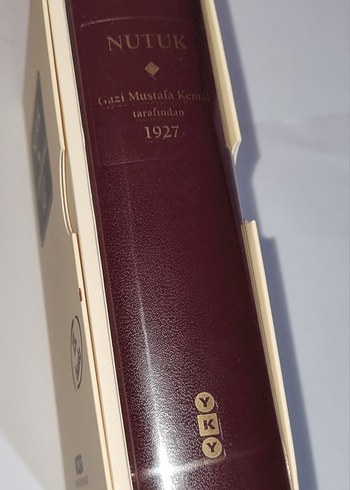 NUTUK
Gazi Mustafa Kemal
tarafından
1927
Y
K
Y